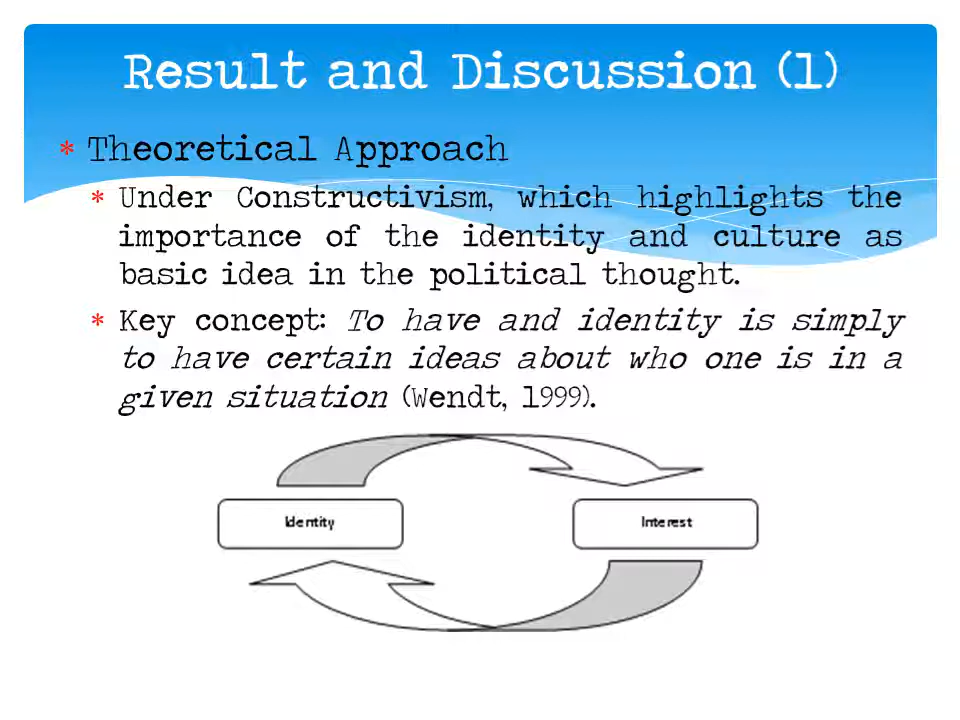 Result and Discussion (1)
* Theoretical Approach
* Under Constructivism, which highlights the
importance of the identity and culture as
basic idea in the political thought.
* Key concept: To have and identity is simply
to have certain ideas about who one is in a
given situation (Wendt, 1999).
Identity
Interest